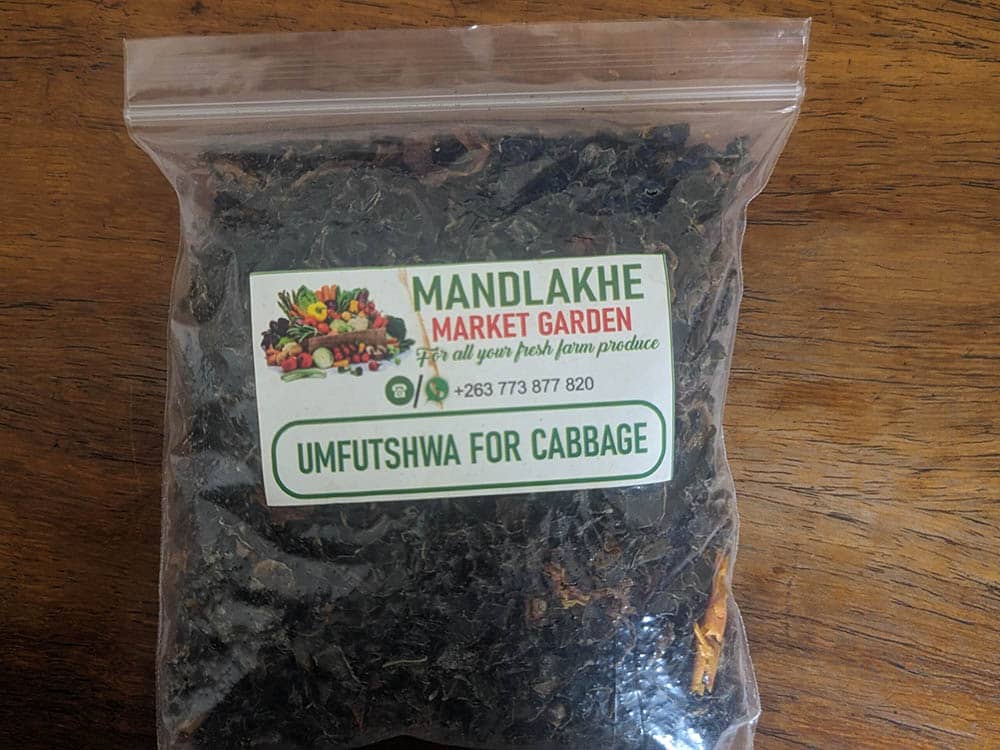 MANDLAKHE
MARKET GARDEN
For all your fresh farm produce
/ +263 773 877 820
UMFUTSHWA FOR CABBAGE